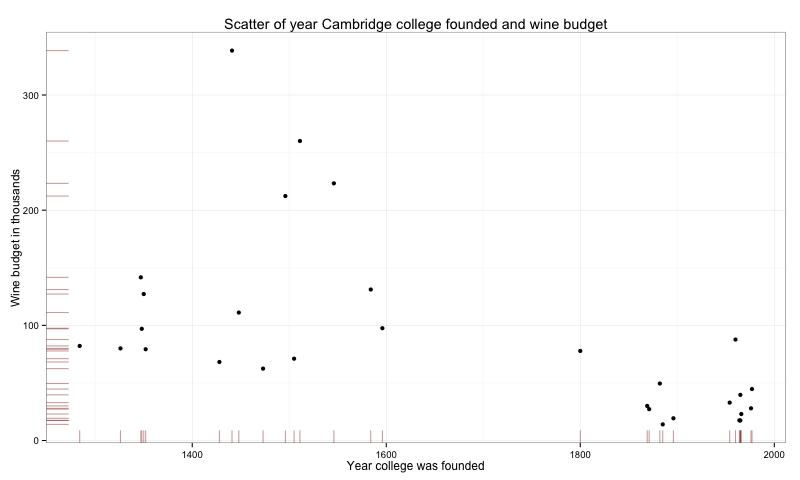 Scatter of year Cambridge college founded and wine budget
300
200
100
0
Wine budget in thousands
1400
1600
1800
2000
Year college was founded